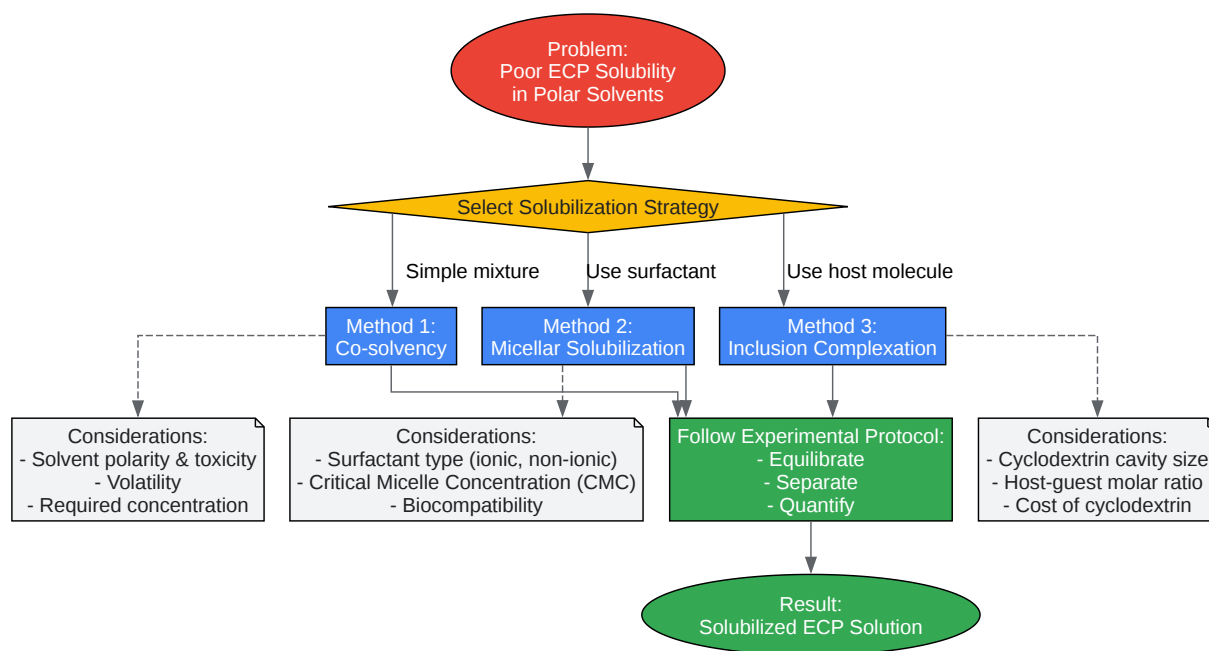 Problem:
Poor ECP Solubility
in Polar Solvents
Select Solubilization Strategy
Simple mixture
Use surfactant
Use host molecule
Method 1:
Co-solvency
Method 2:
Micellar Solubilization
Method 3:
Inclusion Complexation
Considerations:
- Solvent polarity & toxicity
- Volatility
- Required concentration
Considerations:
- Surfactant type (ionic, non-ionic)
- Critical Micelle Concentration (CMC)
- Biocompatibility
Follow Experimental Protocol:
- Equilibrate
- Separate
- Quantify
Considerations:
- Cyclodextrin cavity size
- Host-guest molar ratio
- Cost of cyclodextrin
Result:
Solubilized ECP Solution